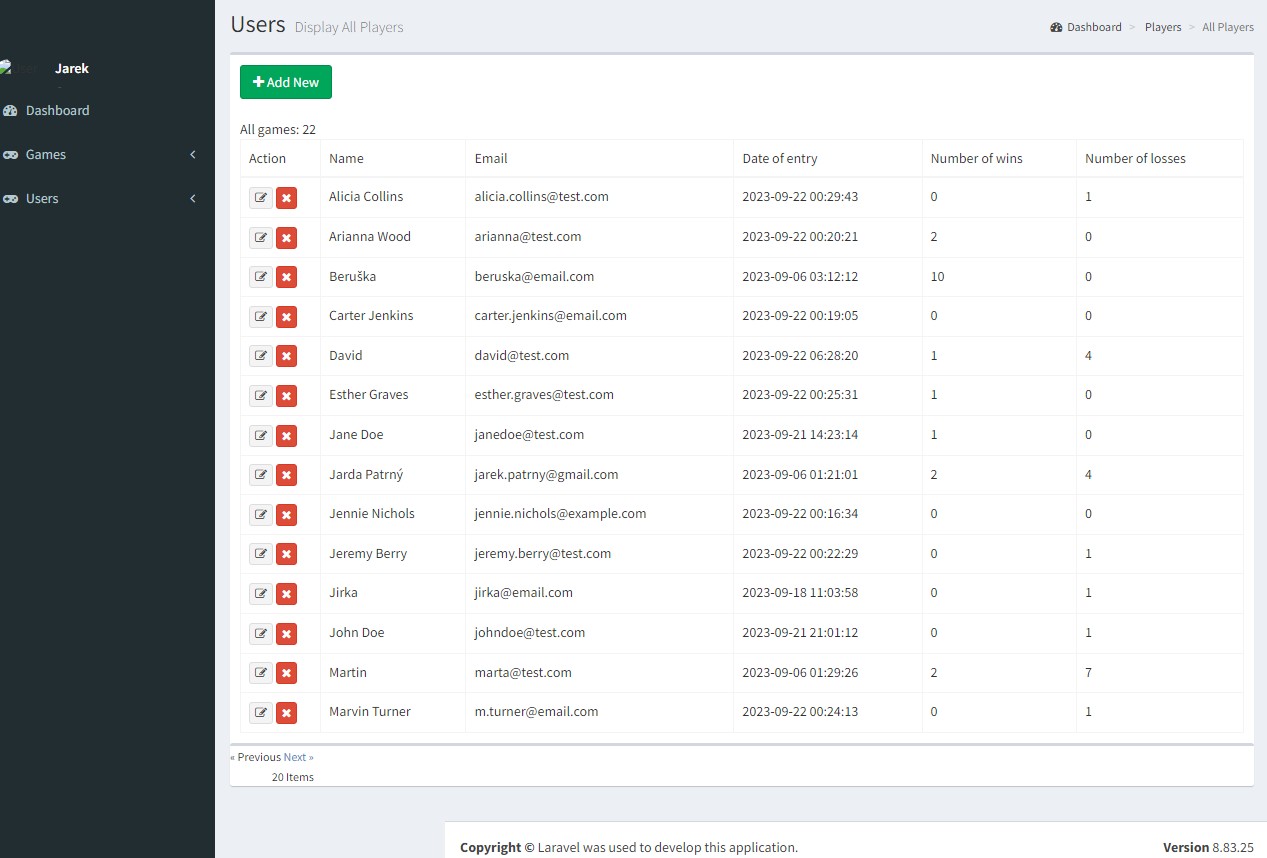 Users Display All Players
Dashboard > Players > All Players
User
Jarek
Dashboard
Games
Users
Add New
All games: 22
Action Name Email Date of entry Number of wins Number of losses
Alicia Collins alicia.collins@test.com 2023-09-22 00:29:43 0 1
Arianna Wood arianna@test.com 2023-09-22 00:20:21 2 0
Beruška beruska@email.com 2023-09-06 03:12:12 10 0
Carter Jenkins carter.jenkins@email.com 2023-09-22 00:19:05 0 0
David david@test.com 2023-09-22 06:28:20 1 4
Esther Graves esther.graves@test.com 2023-09-22 00:25:31 1 0
Jane Doe janedoe@test.com 2023-09-21 14:23:14 1 0
Jarda Patrný jarek.patrny@gmail.com 2023-09-06 01:21:01 2 4
Jennie Nichols jennie.nichols@example.com 2023-09-22 00:16:34 0 0
Jeremy Berry jeremy.berry@test.com 2023-09-22 00:22:29 0 1
Jirka jirka@email.com 2023-09-18 11:03:58 0 1
John Doe johndoe@test.com 2023-09-21 21:01:12 0 1
Martin marta@test.com 2023-09-06 01:29:26 2 7
Marvin Turner m.turner@email.com 2023-09-22 00:24:13 0 1
« Previous Next »
20 Items
Copyright © Laravel was used to develop this application.
Version 8.83.25